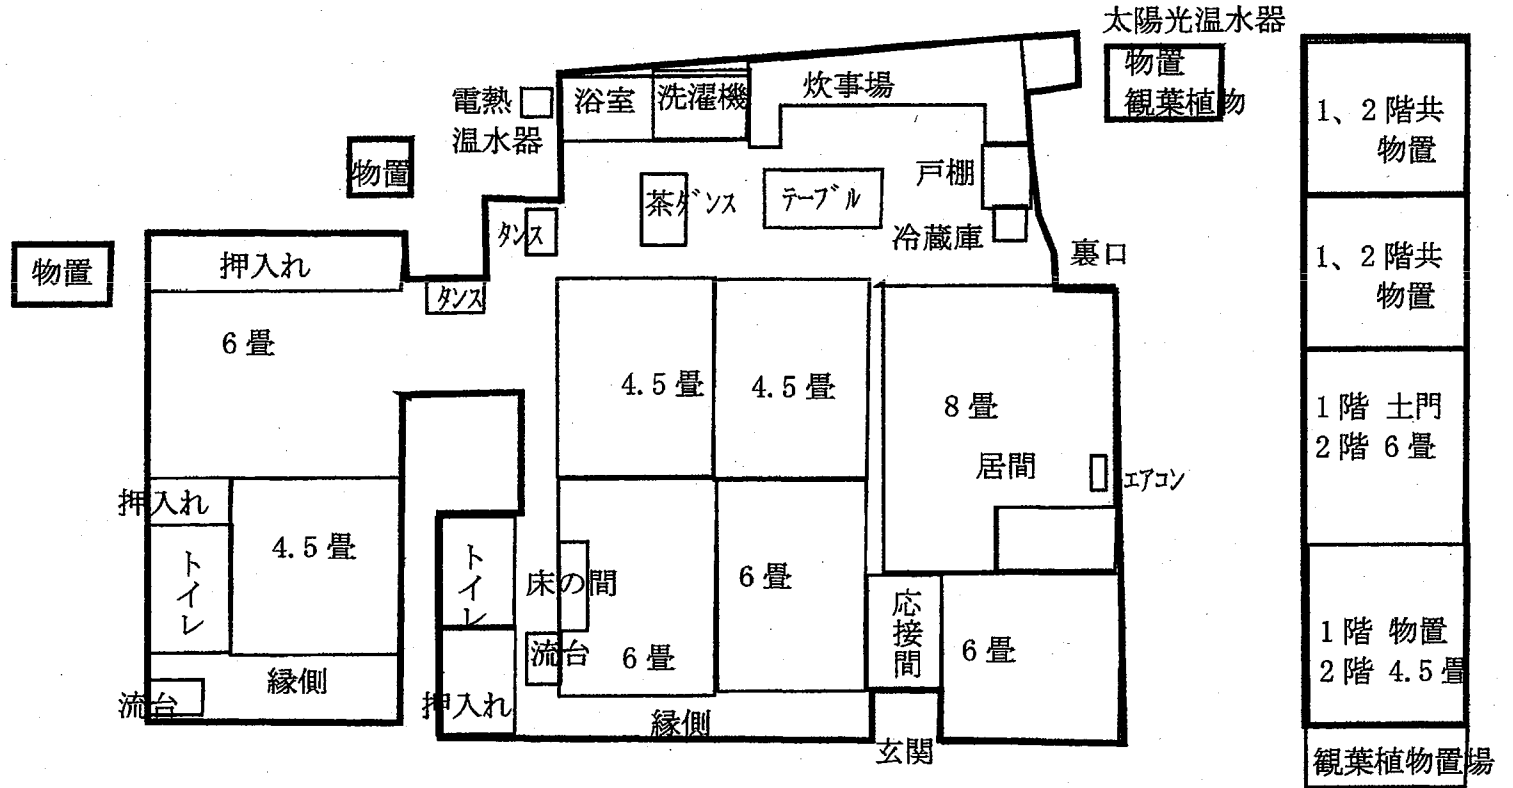 太陽光温水器
物置
観葉植物
電熱
温水器
浴室
洗濯機
炊事場
物置
茶ダンス
テーブル
戸棚
冷蔵庫
タンス
裏口
物置
押入れ
タンス
6畳
4.5畳
4.5畳
8畳
居間
エアコン
押入れ
トイレ
4.5畳
縁側
流台
トイレ
押入れ
床の間
流台
6畳
6畳
縁側
応接間
6畳
玄関
1、2階共
物置
1、2階共
物置
1階 土門
2階 6畳
1階 物置
2階 4.5畳
観葉植物置場